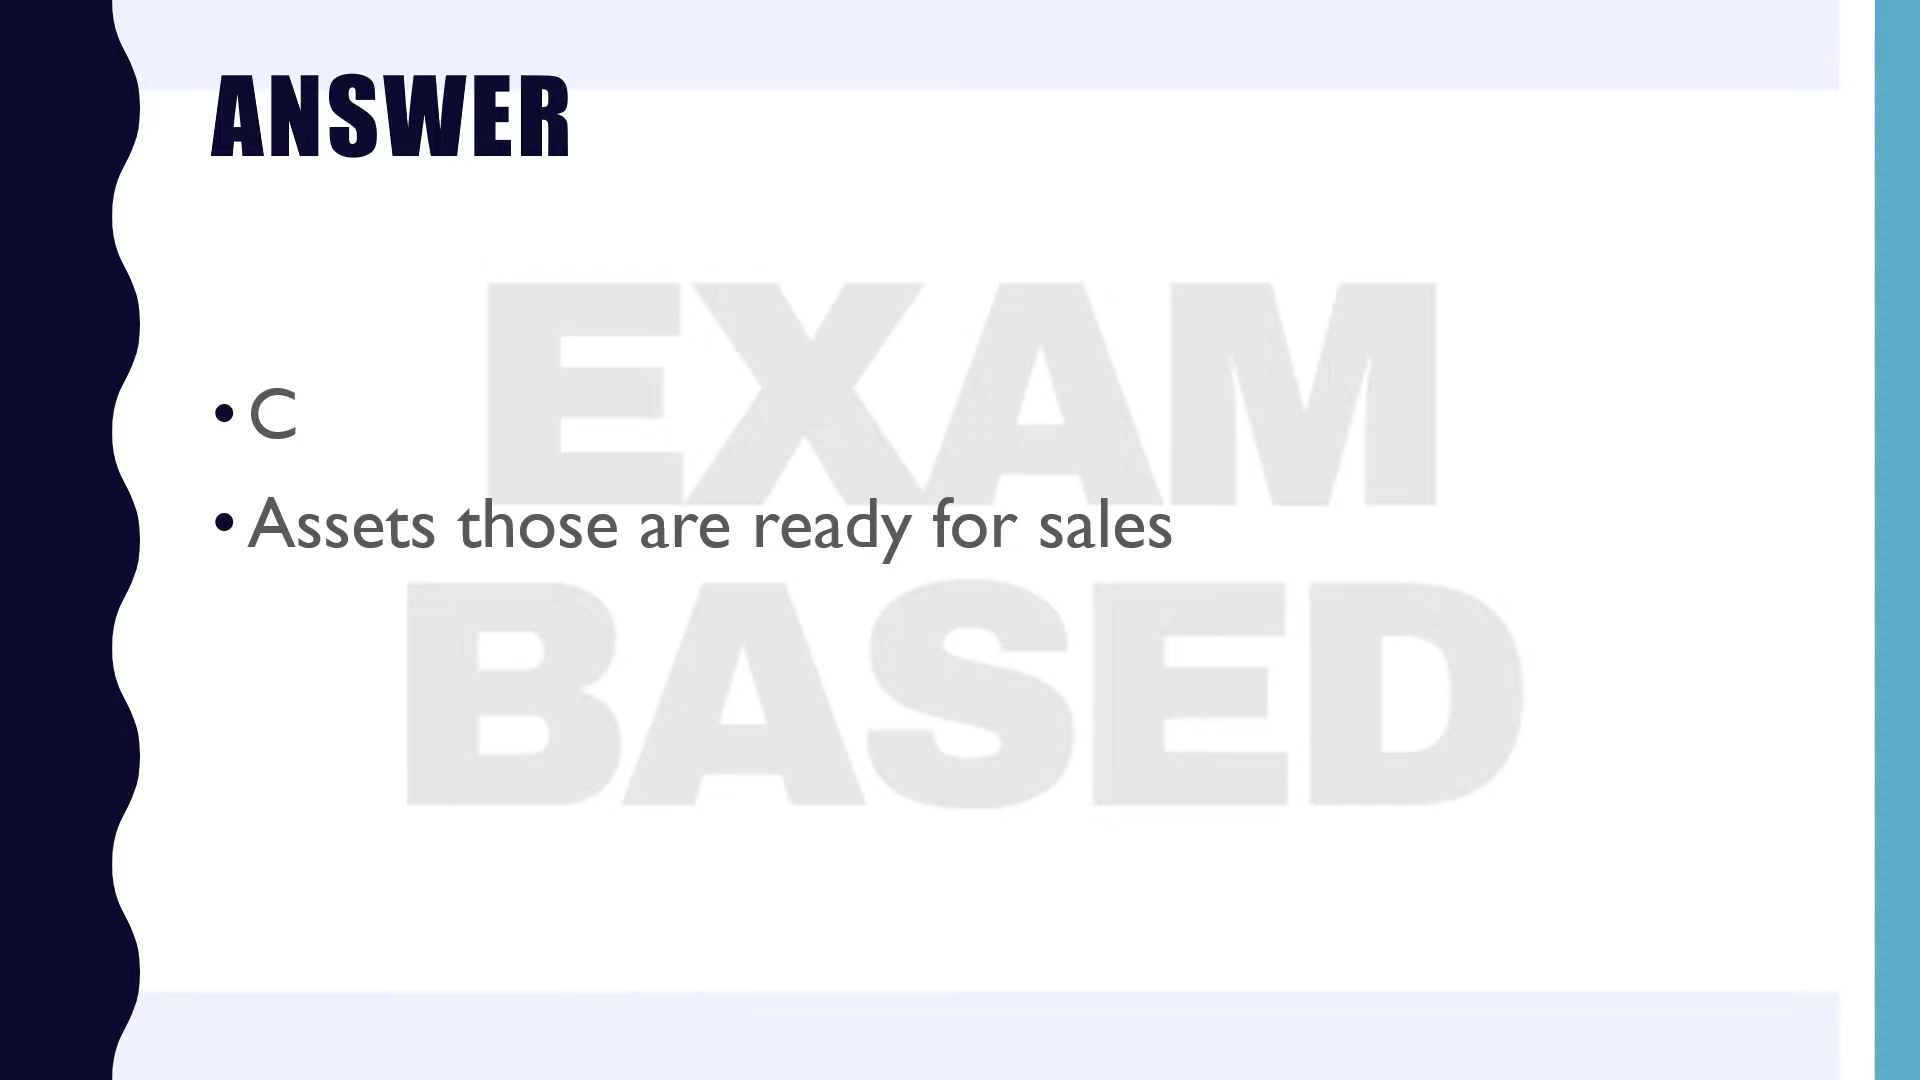 ANSWER
• C
• Assets those are ready for sales
EXAM
BASED